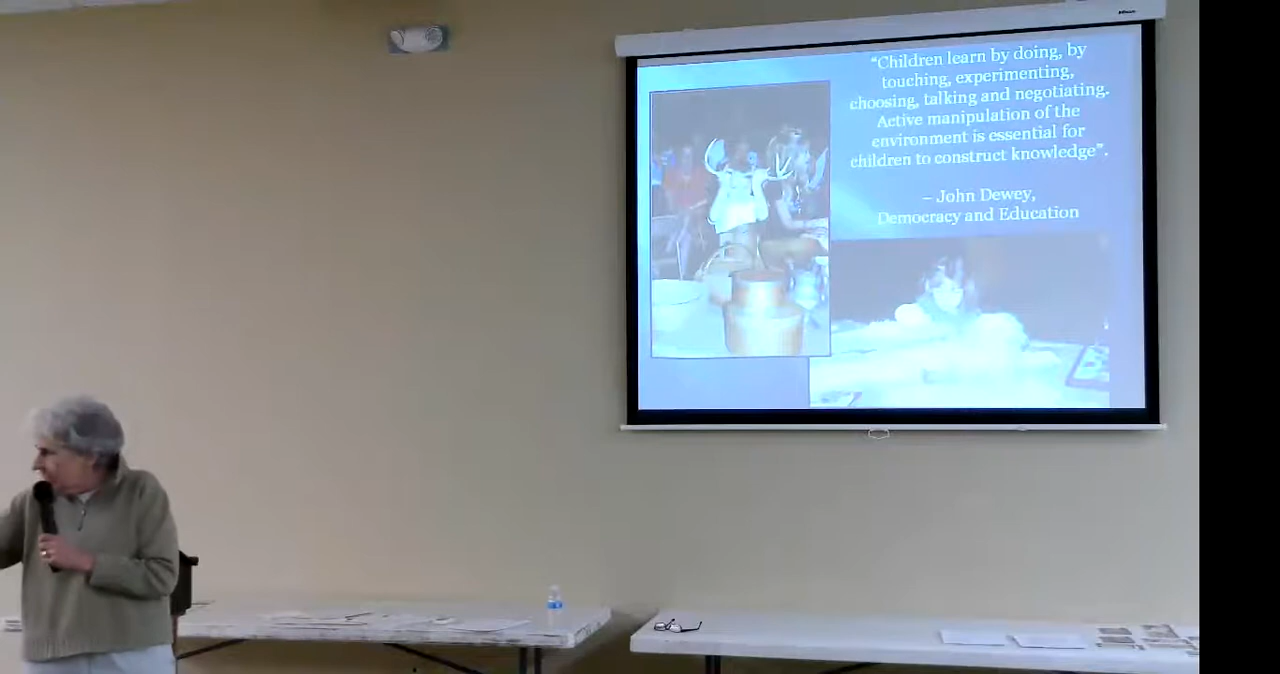 “Children learn by doing, by
touching, experimenting,
choosing, talking and negotiating.
Active manipulation of the
environment is essential for
children to construct knowledge”.
– John Dewey,
Democracy and Education